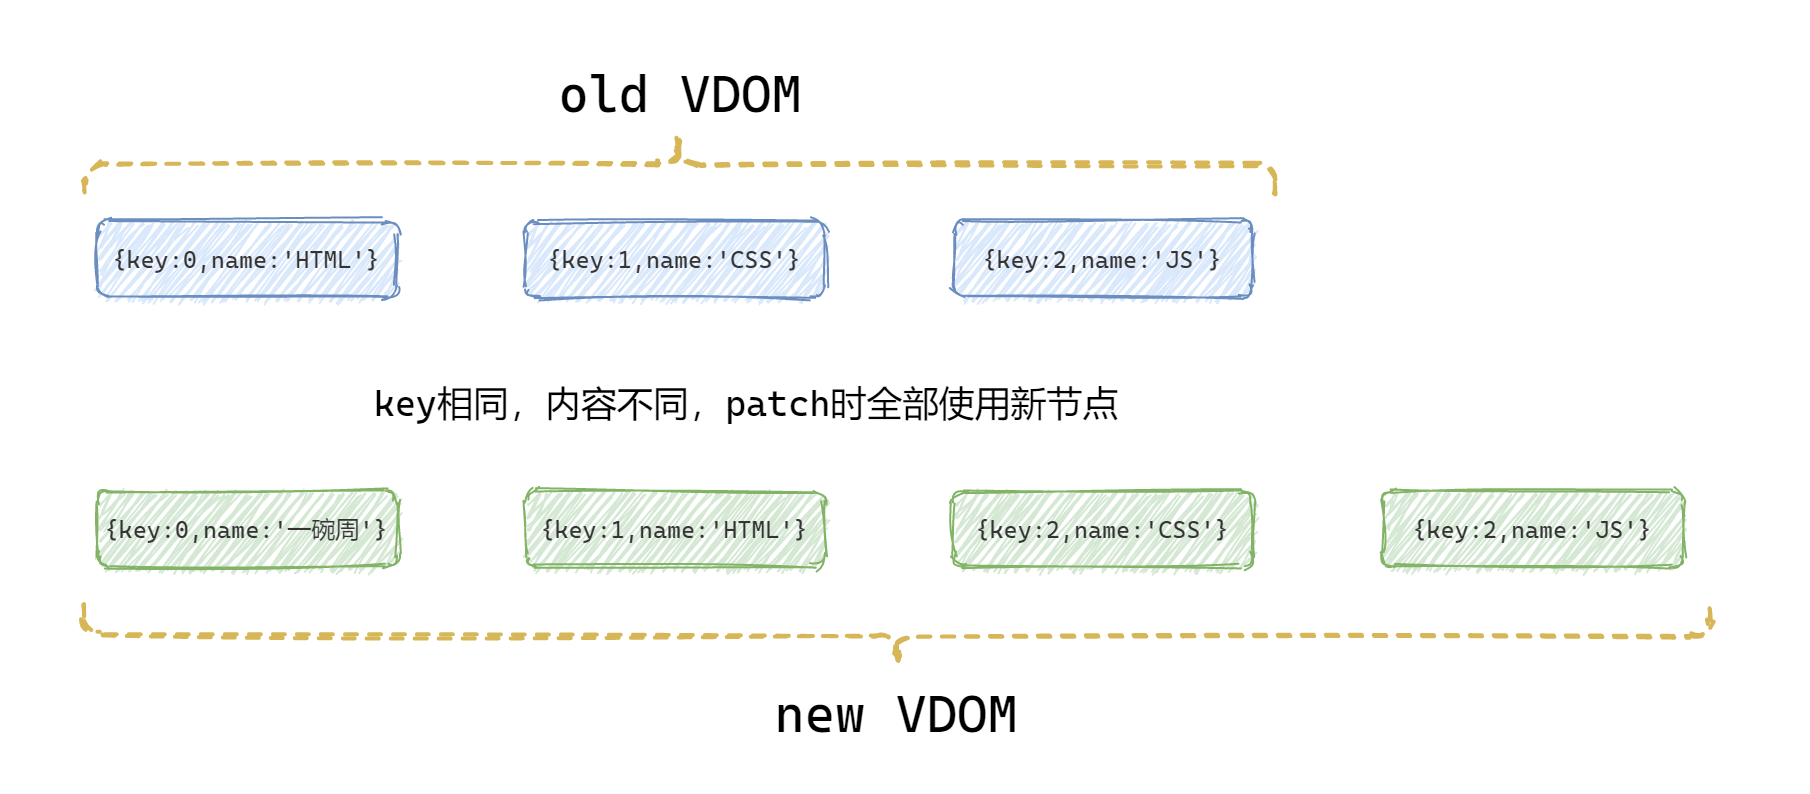 old VDOM
{key:0,name:'HTML'} {key:1,name:'CSS'} {key:2,name:'JS'}
key相同，内容不同，patch时全部使用新节点
{key:0,name:'一碗周'} {key:1,name:'HTML'} {key:2,name:'CSS'} {key:2,name:'JS'}
new VDOM